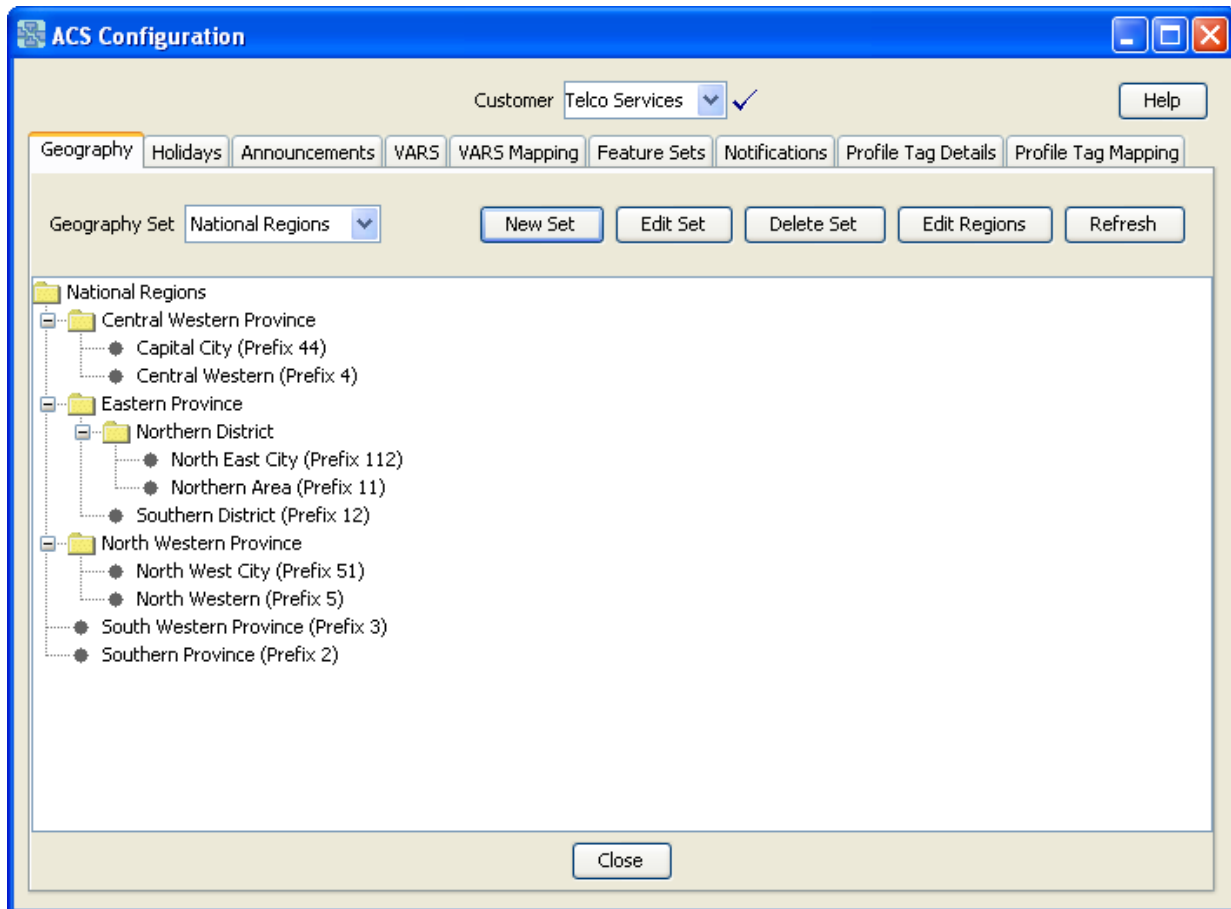 ACS Configuration
Customer Telco Services Help
Geography Holidays Announcements VARS VARS Mapping Feature Sets Notifications Profile Tag Details Profile Tag Mapping
Geography Set National Regions New Set Edit Set Delete Set Edit Regions Refresh
National Regions
Central Western Province
Capital City (Prefix 44)
Central Western (Prefix 4)
Eastern Province
Northern District
North East City (Prefix 112)
Northern Area (Prefix 11)
Southern District (Prefix 12)
North Western Province
North West City (Prefix 51)
North Western (Prefix 5)
South Western Province (Prefix 3)
Southern Province (Prefix 2)
Close